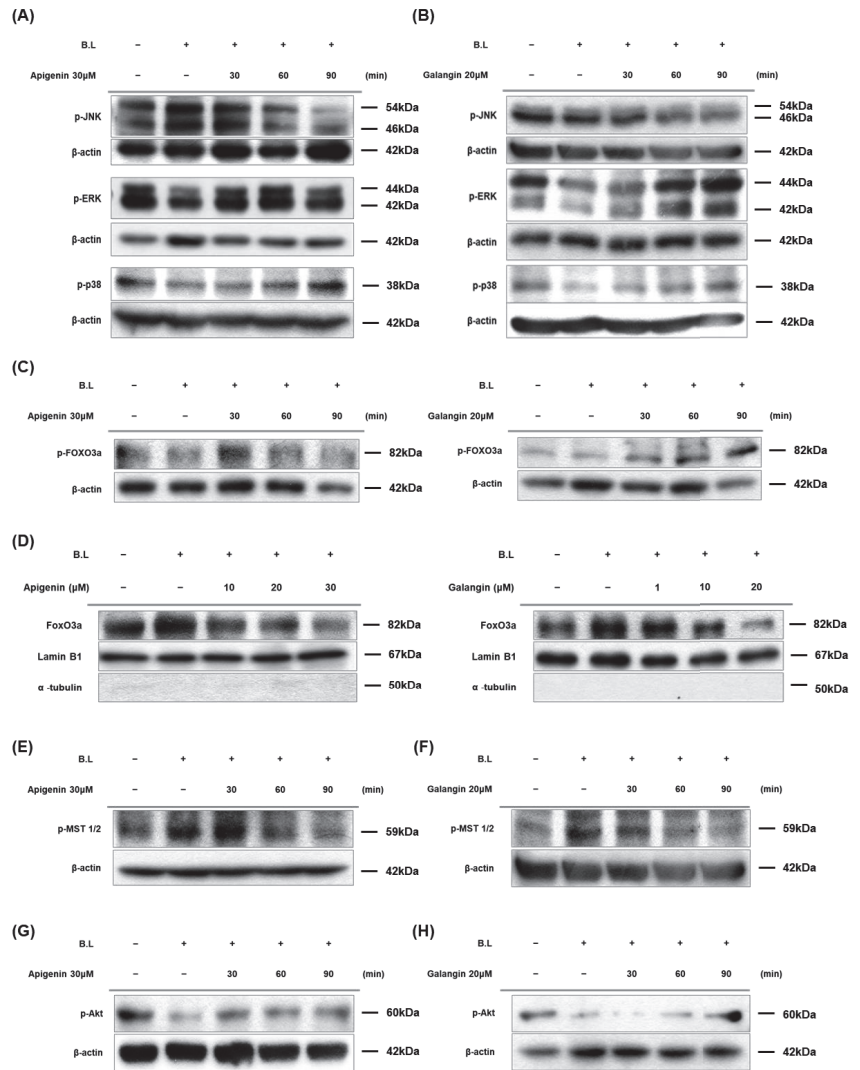 (A)
B.L – + + + +
Apigenin 30μM – – 30 60 90 (min)
p-JNK 54kDa
46kDa
β-actin 42kDa
p-ERK 44kDa
42kDa
β-actin 42kDa
p-p38 38kDa
β-actin 42kDa
(B)
B.L – + + + +
Galangin 20μM – – 30 60 90 (min)
p-JNK 54kDa
46kDa
β-actin 42kDa
p-ERK 44kDa
42kDa
β-actin 42kDa
p-p38 38kDa
β-actin 42kDa
(C)
B.L – + + + +
Apigenin 30μM – – 30 60 90 (min)
p-FOXO3a 82kDa
β-actin 42kDa
B.L – + + + +
Galangin 20μM – – 30 60 90 (min)
p-FOXO3a 82kDa
β-actin 42kDa
(D)
B.L – + + + +
Apigenin (μM) – – 10 20 30
FoxO3a 82kDa
Lamin B1 67kDa
α -tubulin 50kDa
B.L – + + + +
Galangin (μM) – – 1 10 20
FoxO3a 82kDa
Lamin B1 67kDa
α -tubulin 50kDa
(E)
B.L – + + + +
Apigenin 30μM – – 30 60 90 (min)
p-MST 1/2 59kDa
β-actin 42kDa
(F)
B.L – + + + +
Galangin 20μM – – 30 60 90 (min)
p-MST 1/2 59kDa
β-actin 42kDa
(G)
B.L – + + + +
Apigenin 30μM – – 30 60 90 (min)
p-Akt 60kDa
β-actin 42kDa
(H)
B.L – + + + +
Galangin 20μM – – 30 60 90 (min)
p-Akt 60kDa
β-actin 42kDa